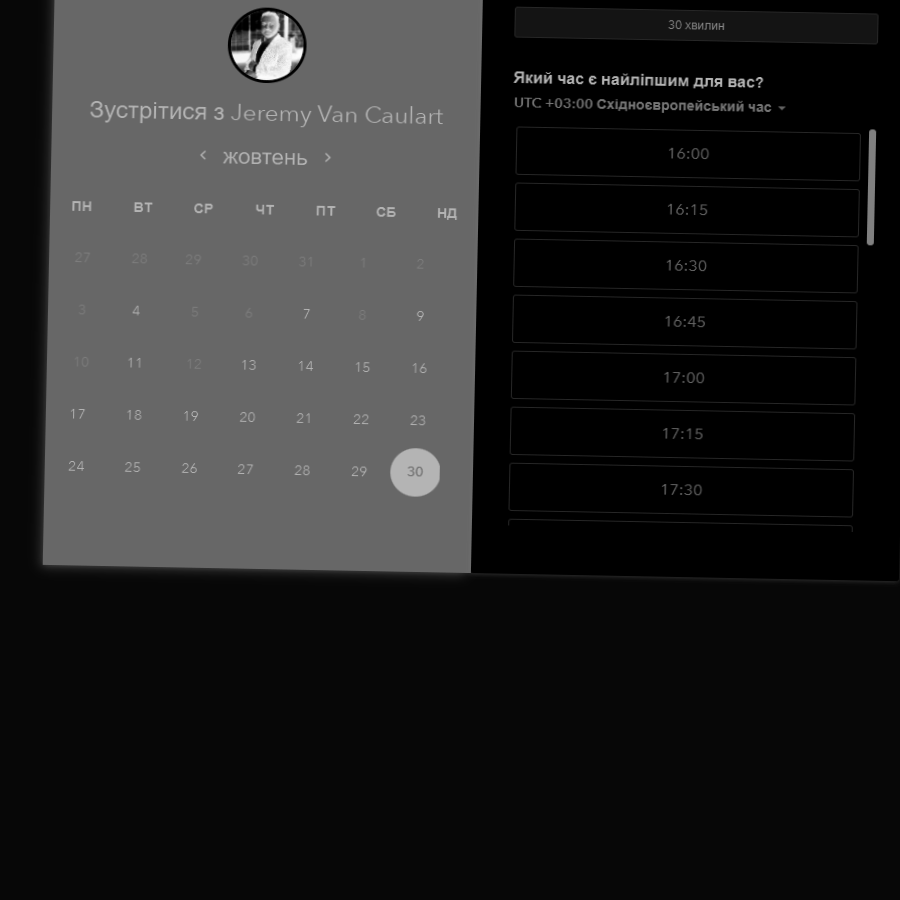 Зустрітися з Jeremy Van Caulart
жовтень
ПН ВТ СР ЧТ ПТ СБ НД
27 28 29 30 31 1 2
3 4 5 6 7 8 9
10 11 12 13 14 15 16
17 18 19 20 21 22 23
24 25 26 27 28 29 30
30 хвилин
Який час є найліпшим для вас?
UTC +03:00 Східноєвропейський час
16:00
16:15
16:30
16:45
17:00
17:15
17:30